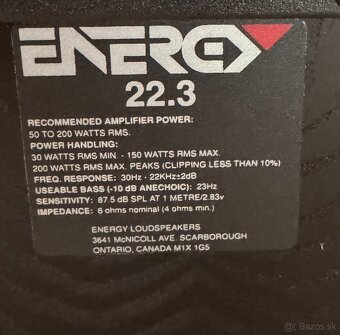 ENERGY
22.3
RECOMMENDED AMPLIFIER POWER:
50 TO 200 WATTS RMS.
POWER HANDLING:
30 WATTS RMS MIN. - 150 WATTS RMS MAX.
200 WATTS RMS MAX. PEAKS (CLIPPING LESS THAN 10%)
FREQ. RESPONSE: 30Hz - 22KHz±2dB
USEABLE BASS (-10 dB ANECHOIC): 23Hz
SENSITIVITY: 87.5 dB SPL AT 1 METRE/2.83v
IMPEDANCE: 6 ohms nominal (4 ohms min.)
ENERGY LOUDSPEAKERS
3641 McNICOLL AVE. SCARBOROUGH
ONTARIO, CANADA M1X 1G5
© Bazos.sk